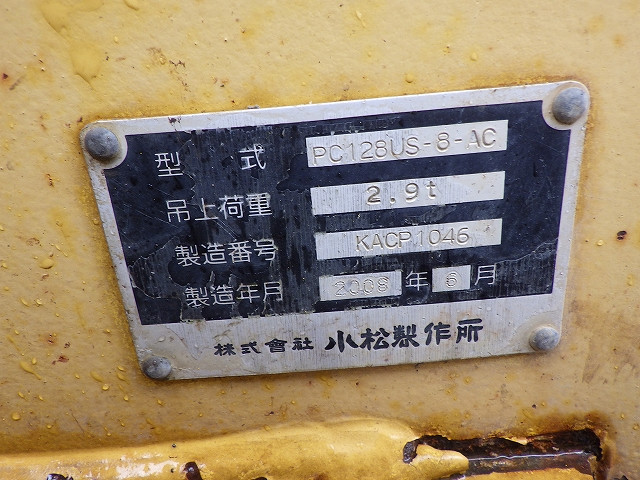 型 式 PC128US-8-AC
吊上荷重 2.9t
製造番号 KACP1046
製造年月 2008 年 6 月
株式會社 小松製作所